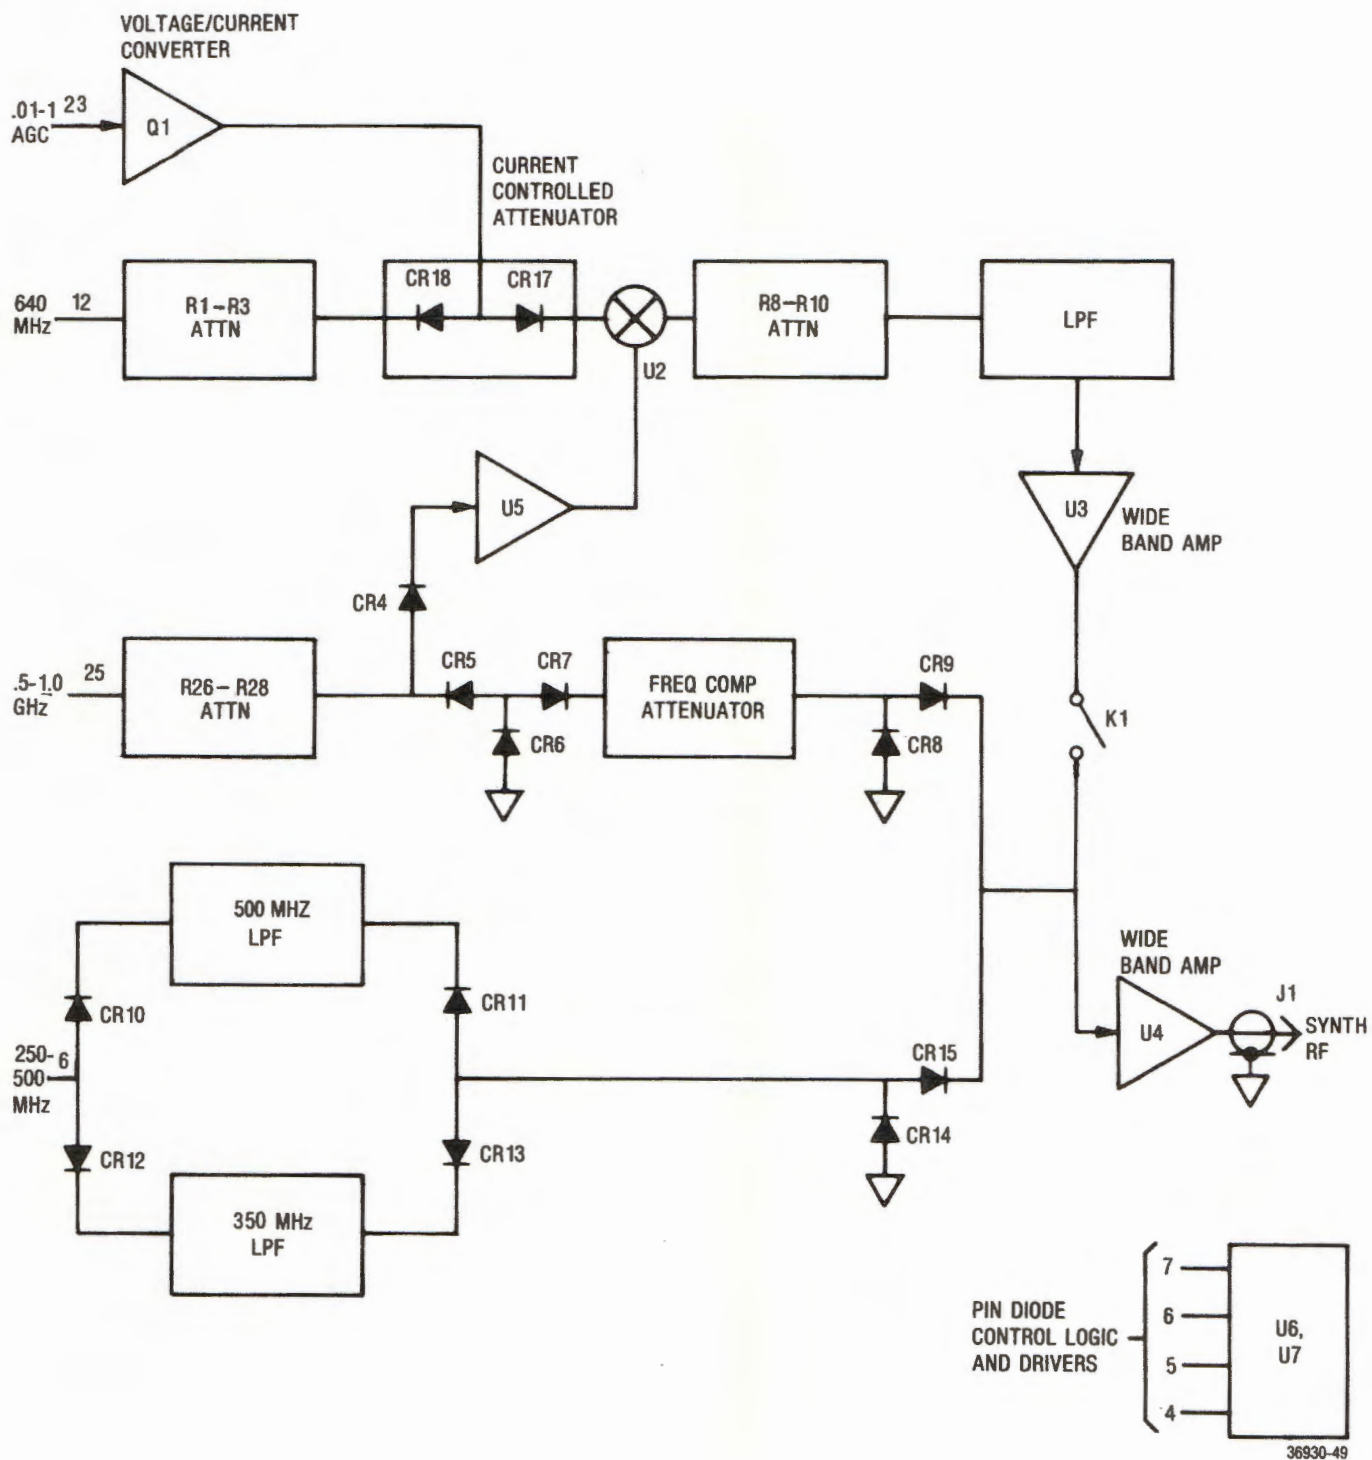 VOLTAGE/CURRENT
CONVERTER
.01-1 23
AGC
Q1
CURRENT
CONTROLLED
ATTENUATOR
640 12
MHz
R1–R3
ATTN
CR18
CR17
U2
R8–R10
ATTN
LPF
U5
U3
WIDE
BAND AMP
CR4
K1
.5-1.0 25
GHz
R26–R28
ATTN
CR5
CR7
CR6
FREQ COMP
ATTENUATOR
CR9
CR8
500 MHZ
LPF
WIDE
BAND AMP
CR10
CR11
J1
U4
SYNTH
RF
250- 6
500
MHz
CR15
CR14
CR12
CR13
350 MHz
LPF
PIN DIODE
CONTROL LOGIC
AND DRIVERS
7
6
5
4
U6,
U7
36930-49